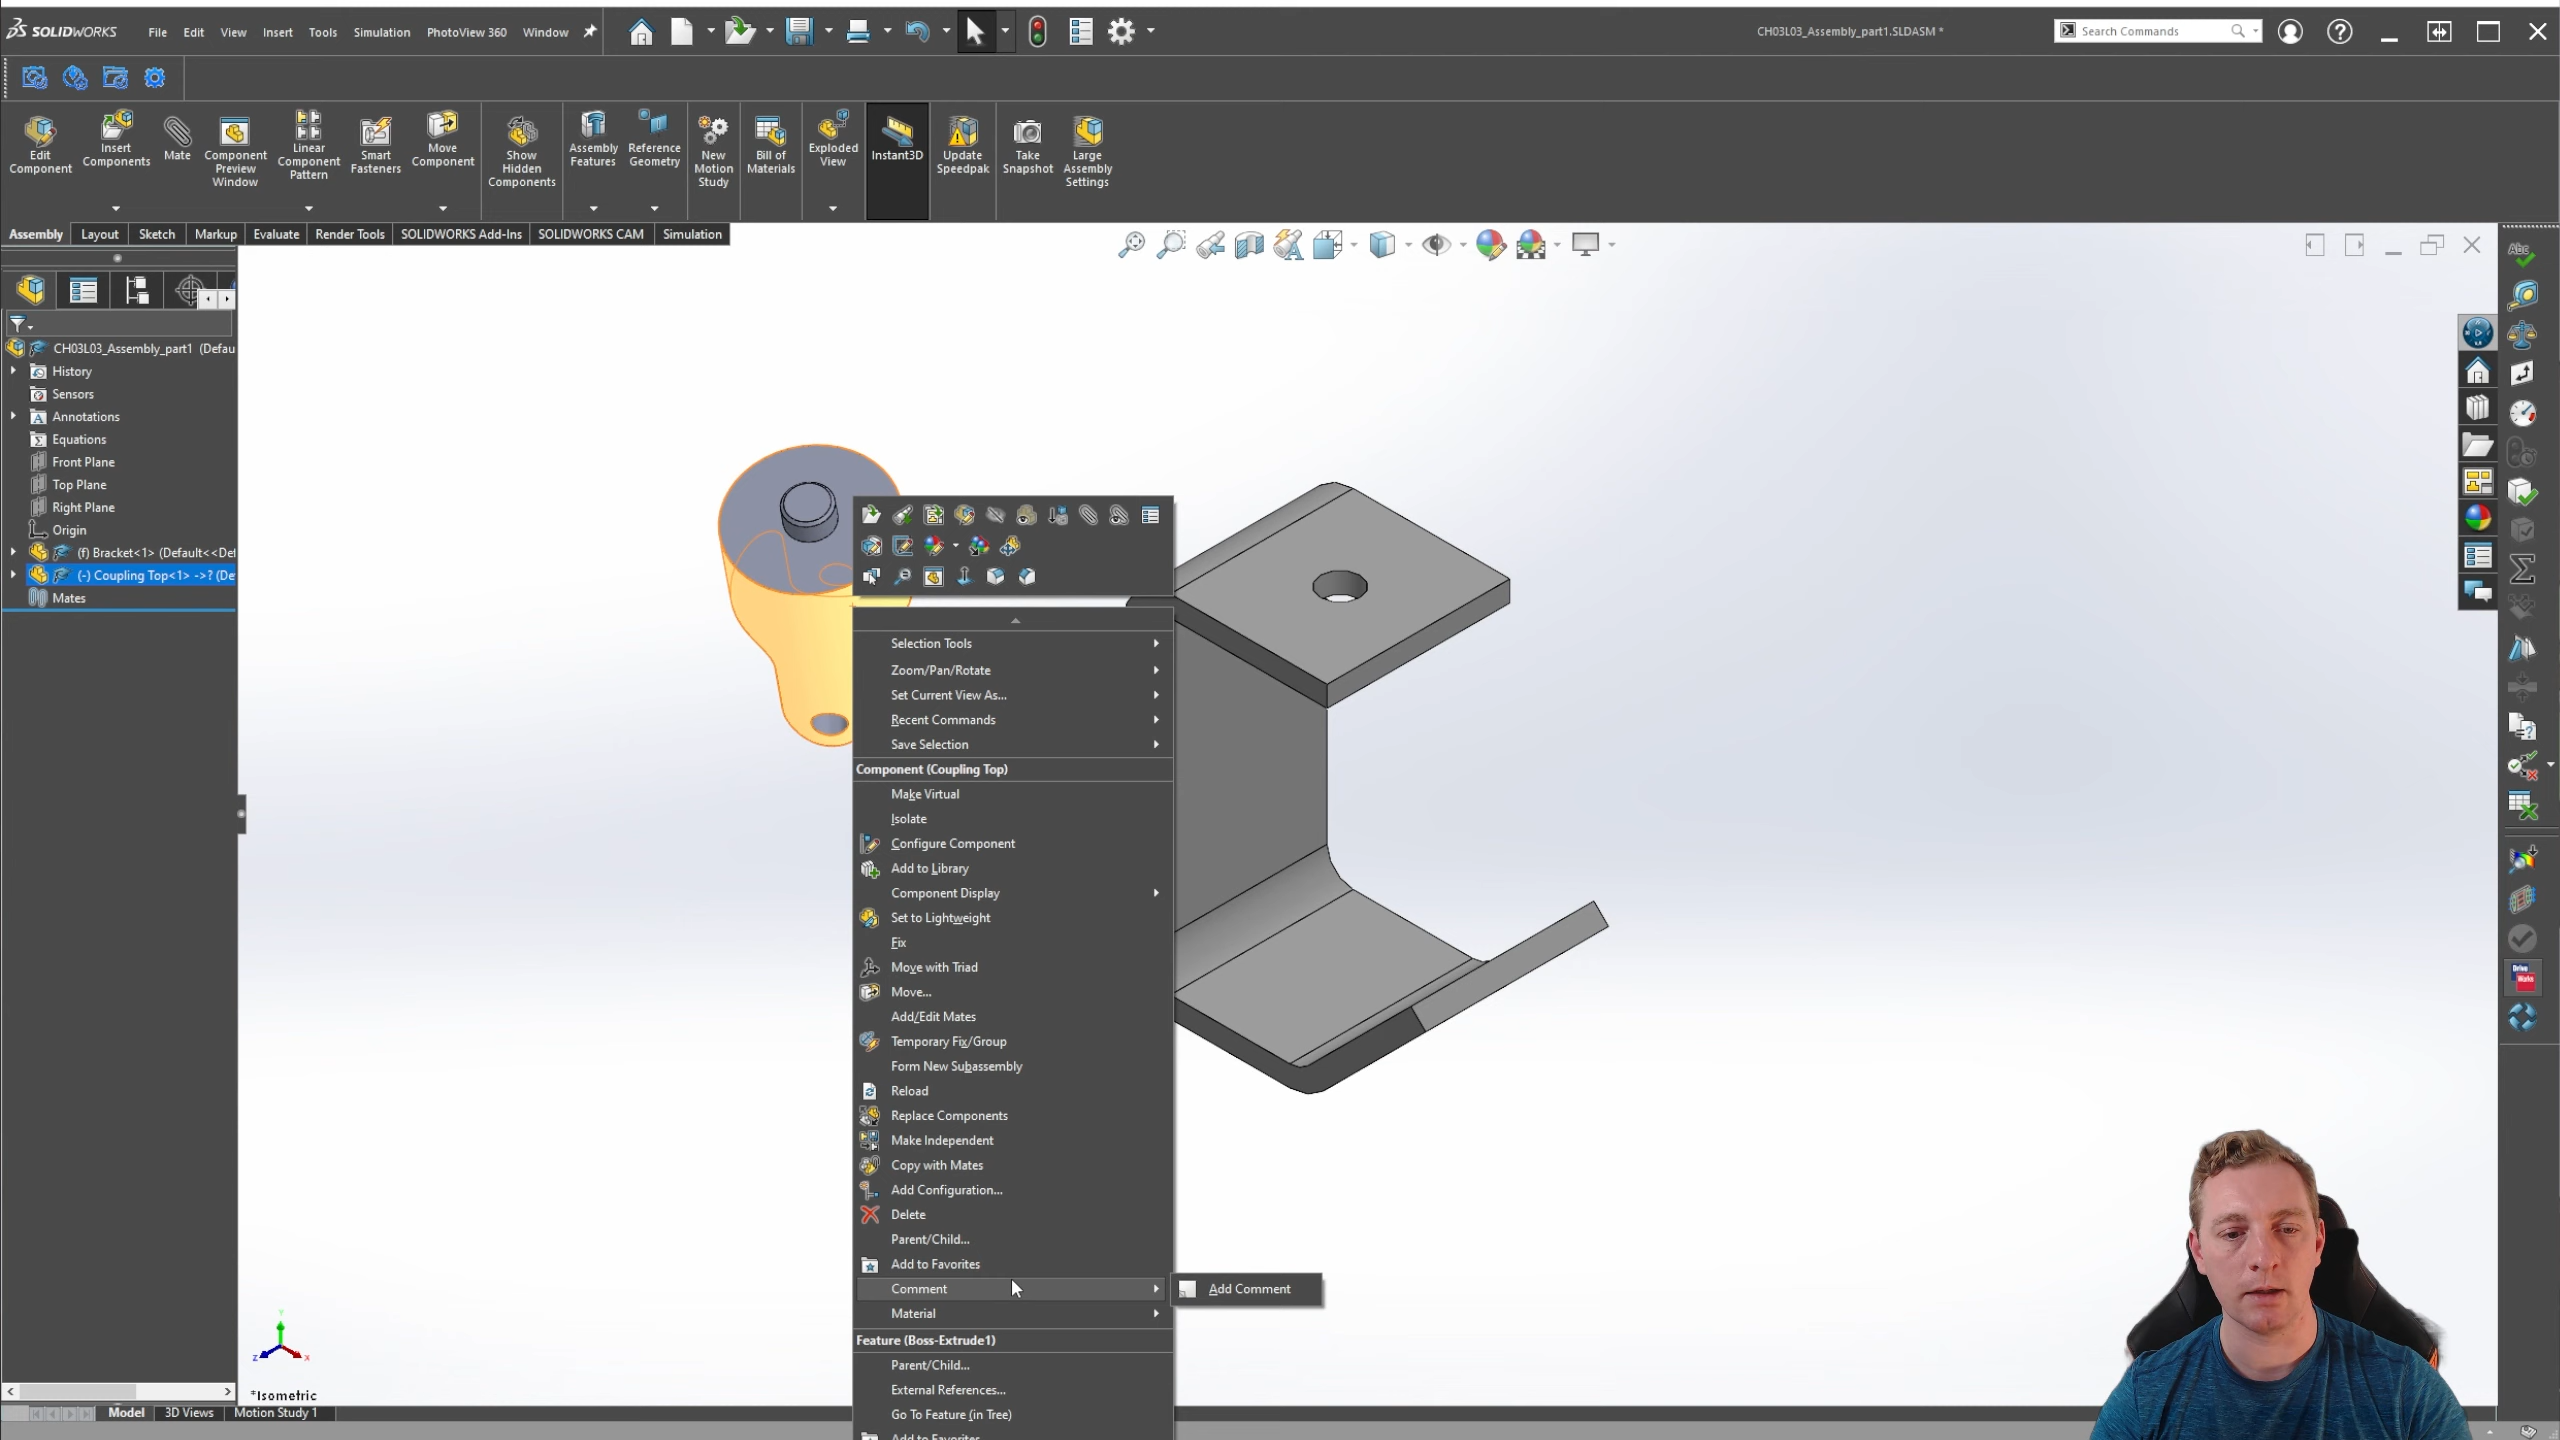 SOLIDWORKS File Edit View Insert Tools Simulation PhotoView 360 Window CH03L03_Assembly_part1.SLDASM * Search Commands
Edit Component
Insert Components
Mate
Component Preview Window
Linear Component Pattern
Smart Fasteners
Move Component
Show Hidden Components
Assembly Features
Reference Geometry
New Motion Study
Bill of Materials
Exploded View
Instant3D
Update Speedpak
Take Snapshot
Large Assembly Settings
Assembly Layout Sketch Markup Evaluate Render Tools SOLIDWORKS Add-Ins SOLIDWORKS CAM Simulation
CH03L03_Assembly_part1 (Defau
History
Sensors
Annotations
Equations
Front Plane
Top Plane
Right Plane
Origin
(f) Bracket<1> (Default<<Def
(-) Coupling Top<1> ->? (De
Mates
Selection Tools
Zoom/Pan/Rotate
Set Current View As...
Recent Commands
Save Selection
Component (Coupling Top)
Make Virtual
Isolate
Configure Component
Add to Library
Component Display
Set to Lightweight
Fix
Move with Triad
Move...
Add/Edit Mates
Temporary Fix/Group
Form New Subassembly
Reload
Replace Components
Make Independent
Copy with Mates
Add Configuration...
Delete
Parent/Child...
Add to Favorites
Comment
Add Comment
Material
Feature (Boss-Extrude1)
Parent/Child...
External References...
Go To Feature (in Tree)
Add to Favorites
*Isometric
Model 3D Views Motion Study 1